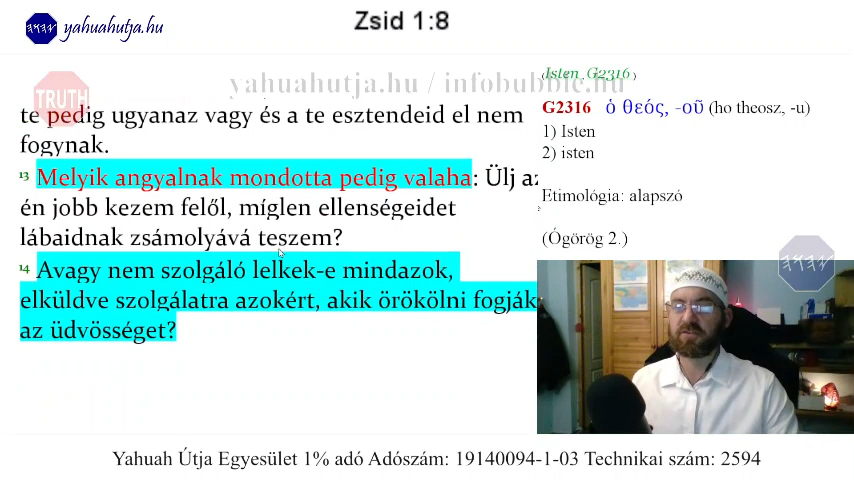 yahuahutja.hu
Zsid 1:8
yahuahutja.hu / infobubble.hu
TRUTH
te pedig ugyanaz vagy és a te esztendeid el nem
fogynak.
13 Melyik angyalnak mondotta pedig valaha: Ülj az
én jobb kezem felől, míglen ellenségeidet
lábaidnak zsámolyává teszem?
14 Avagy nem szolgáló lelkek-e mindazok,
elküldve szolgálatra azokért, akik örökölni fogják
az üdvösséget?
(Isten G2316)
G2316 ὁ θεός, -οῦ (ho theosz, -u)
1) Isten
2) isten
Etimológia: alapszó
(Ógörög 2.)
Yahuah Útja Egyesület 1% adó Adószám: 19140094-1-03 Technikai szám: 2594